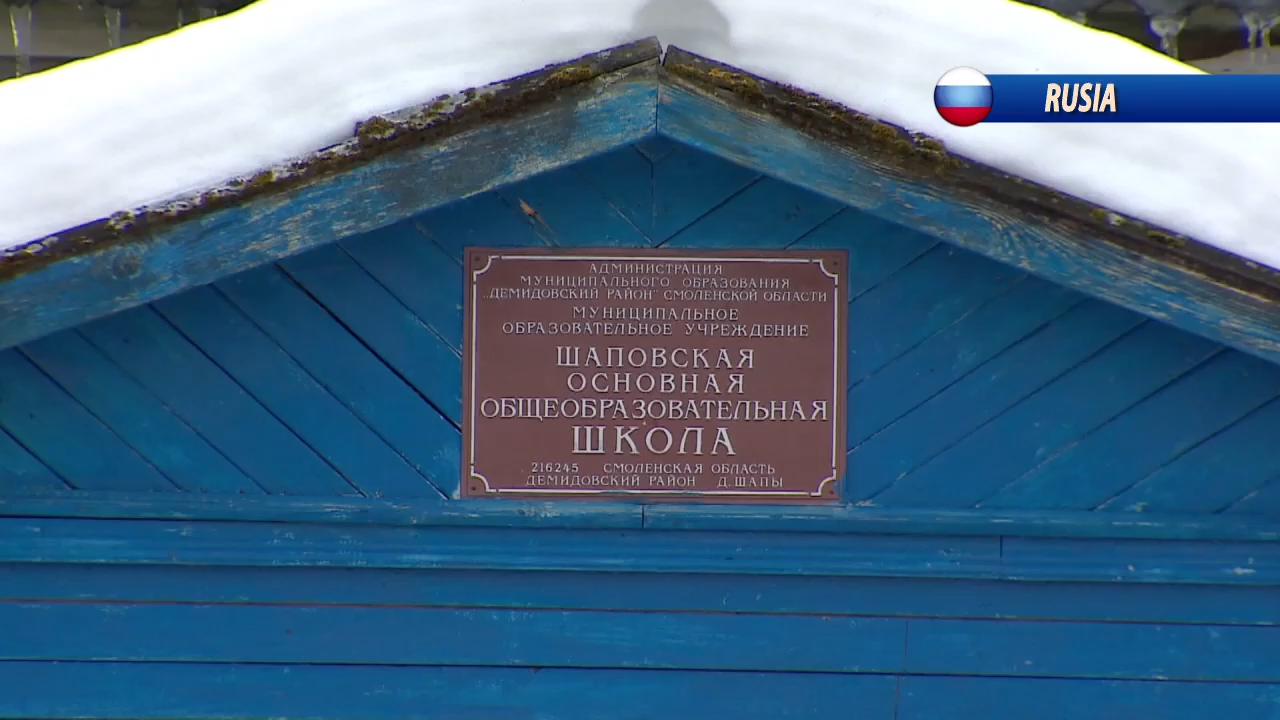 RUSIA
АДМИНИСТРАЦИЯ
МУНИЦИПАЛЬНОГО ОБРАЗОВАНИЯ
„ДЕМИДОВСКИЙ РАЙОН" СМОЛЕНСКОЙ ОБЛАСТИ
МУНИЦИПАЛЬНОЕ
ОБРАЗОВАТЕЛЬНОЕ УЧРЕЖДЕНИЕ
ШАПОВСКАЯ
ОСНОВНАЯ
ОБЩЕОБРАЗОВАТЕЛЬНАЯ
ШКОЛА
216245 СМОЛЕНСКАЯ ОБЛАСТЬ
ДЕМИДОВСКИЙ РАЙОН Д. ШАПЫ